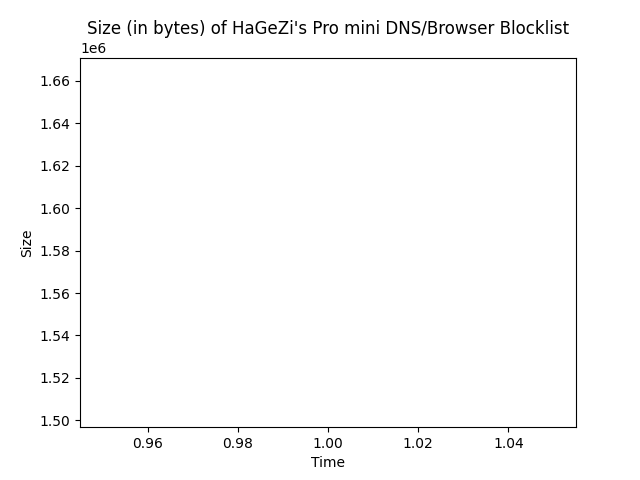 Size (in bytes) of HaGeZi's Pro mini DNS/Browser Blocklist
1e6
1.66
1.64
1.62
1.60
1.58
1.56
1.54
1.52
1.50
Size
0.96 0.98 1.00 1.02 1.04
Time